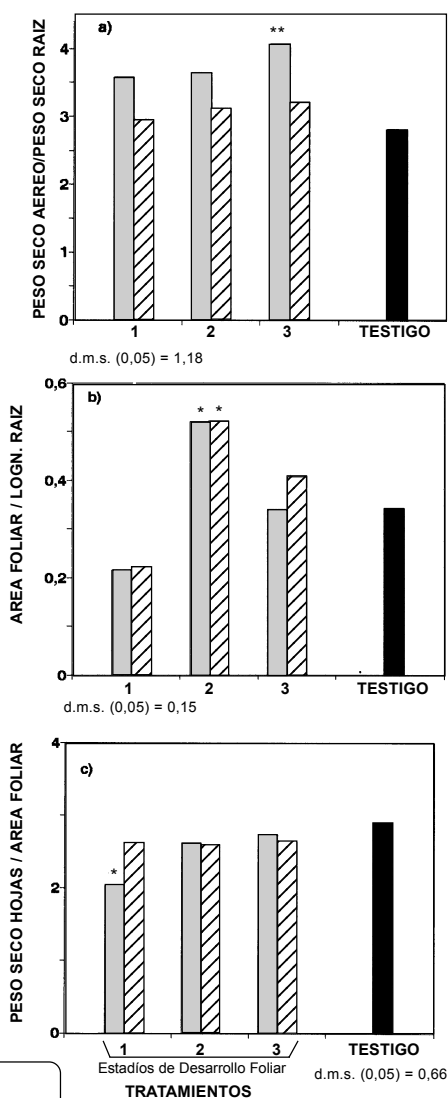 a)
**
PESO SECO AEREO/PESO SECO RAIZ
4
3
2
1
0
1 2 3 TESTIGO
d.m.s. (0,05) = 1,18
b)
* *
AREA FOLIAR / LOGN. RAIZ
0,6
0,4
0,2
0
1 2 3 TESTIGO
d.m.s. (0,05) = 0,15
c)
*
PESO SECO HOJAS / AREA FOLIAR
4
2
0
1 2 3 TESTIGO
Estadíos de Desarrollo Foliar
d.m.s. (0,05) = 0,66
TRATAMIENTOS